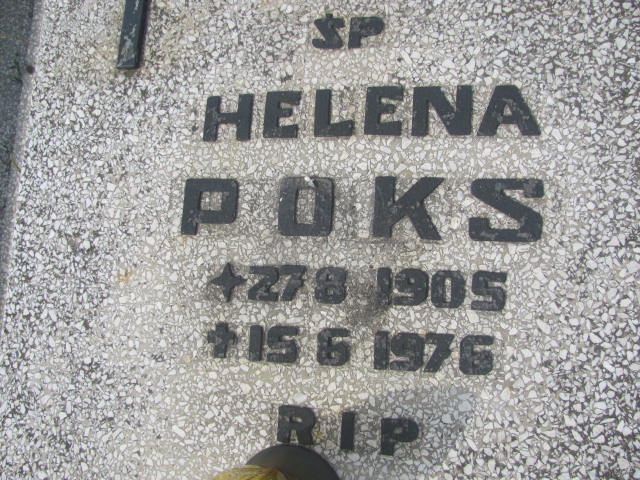 ŚP
HELENA
POKS
✦ 27 8 1905
✝ 15 6 1976
R I P